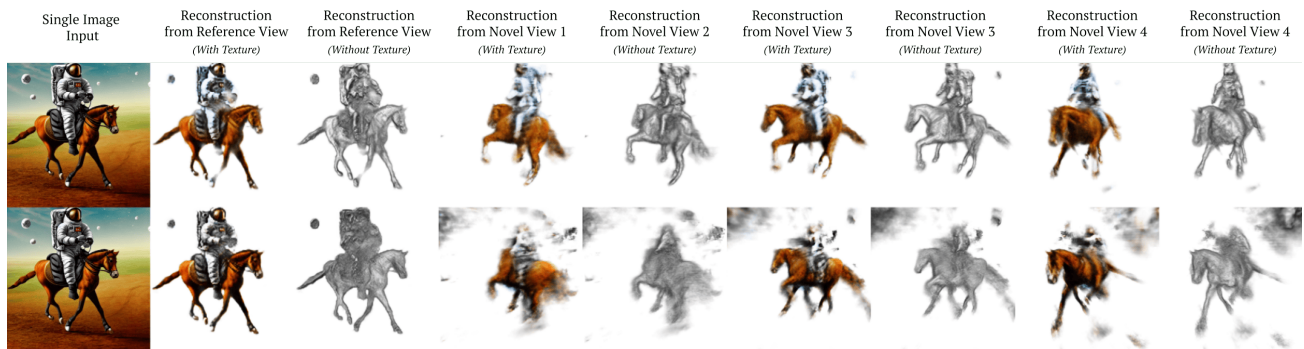 Single Image
Input
Reconstruction
from Reference View
(With Texture)
Reconstruction
from Reference View
(Without Texture)
Reconstruction
from Novel View 1
(With Texture)
Reconstruction
from Novel View 2
(Without Texture)
Reconstruction
from Novel View 3
(With Texture)
Reconstruction
from Novel View 3
(Without Texture)
Reconstruction
from Novel View 4
(With Texture)
Reconstruction
from Novel View 4
(Without Texture)